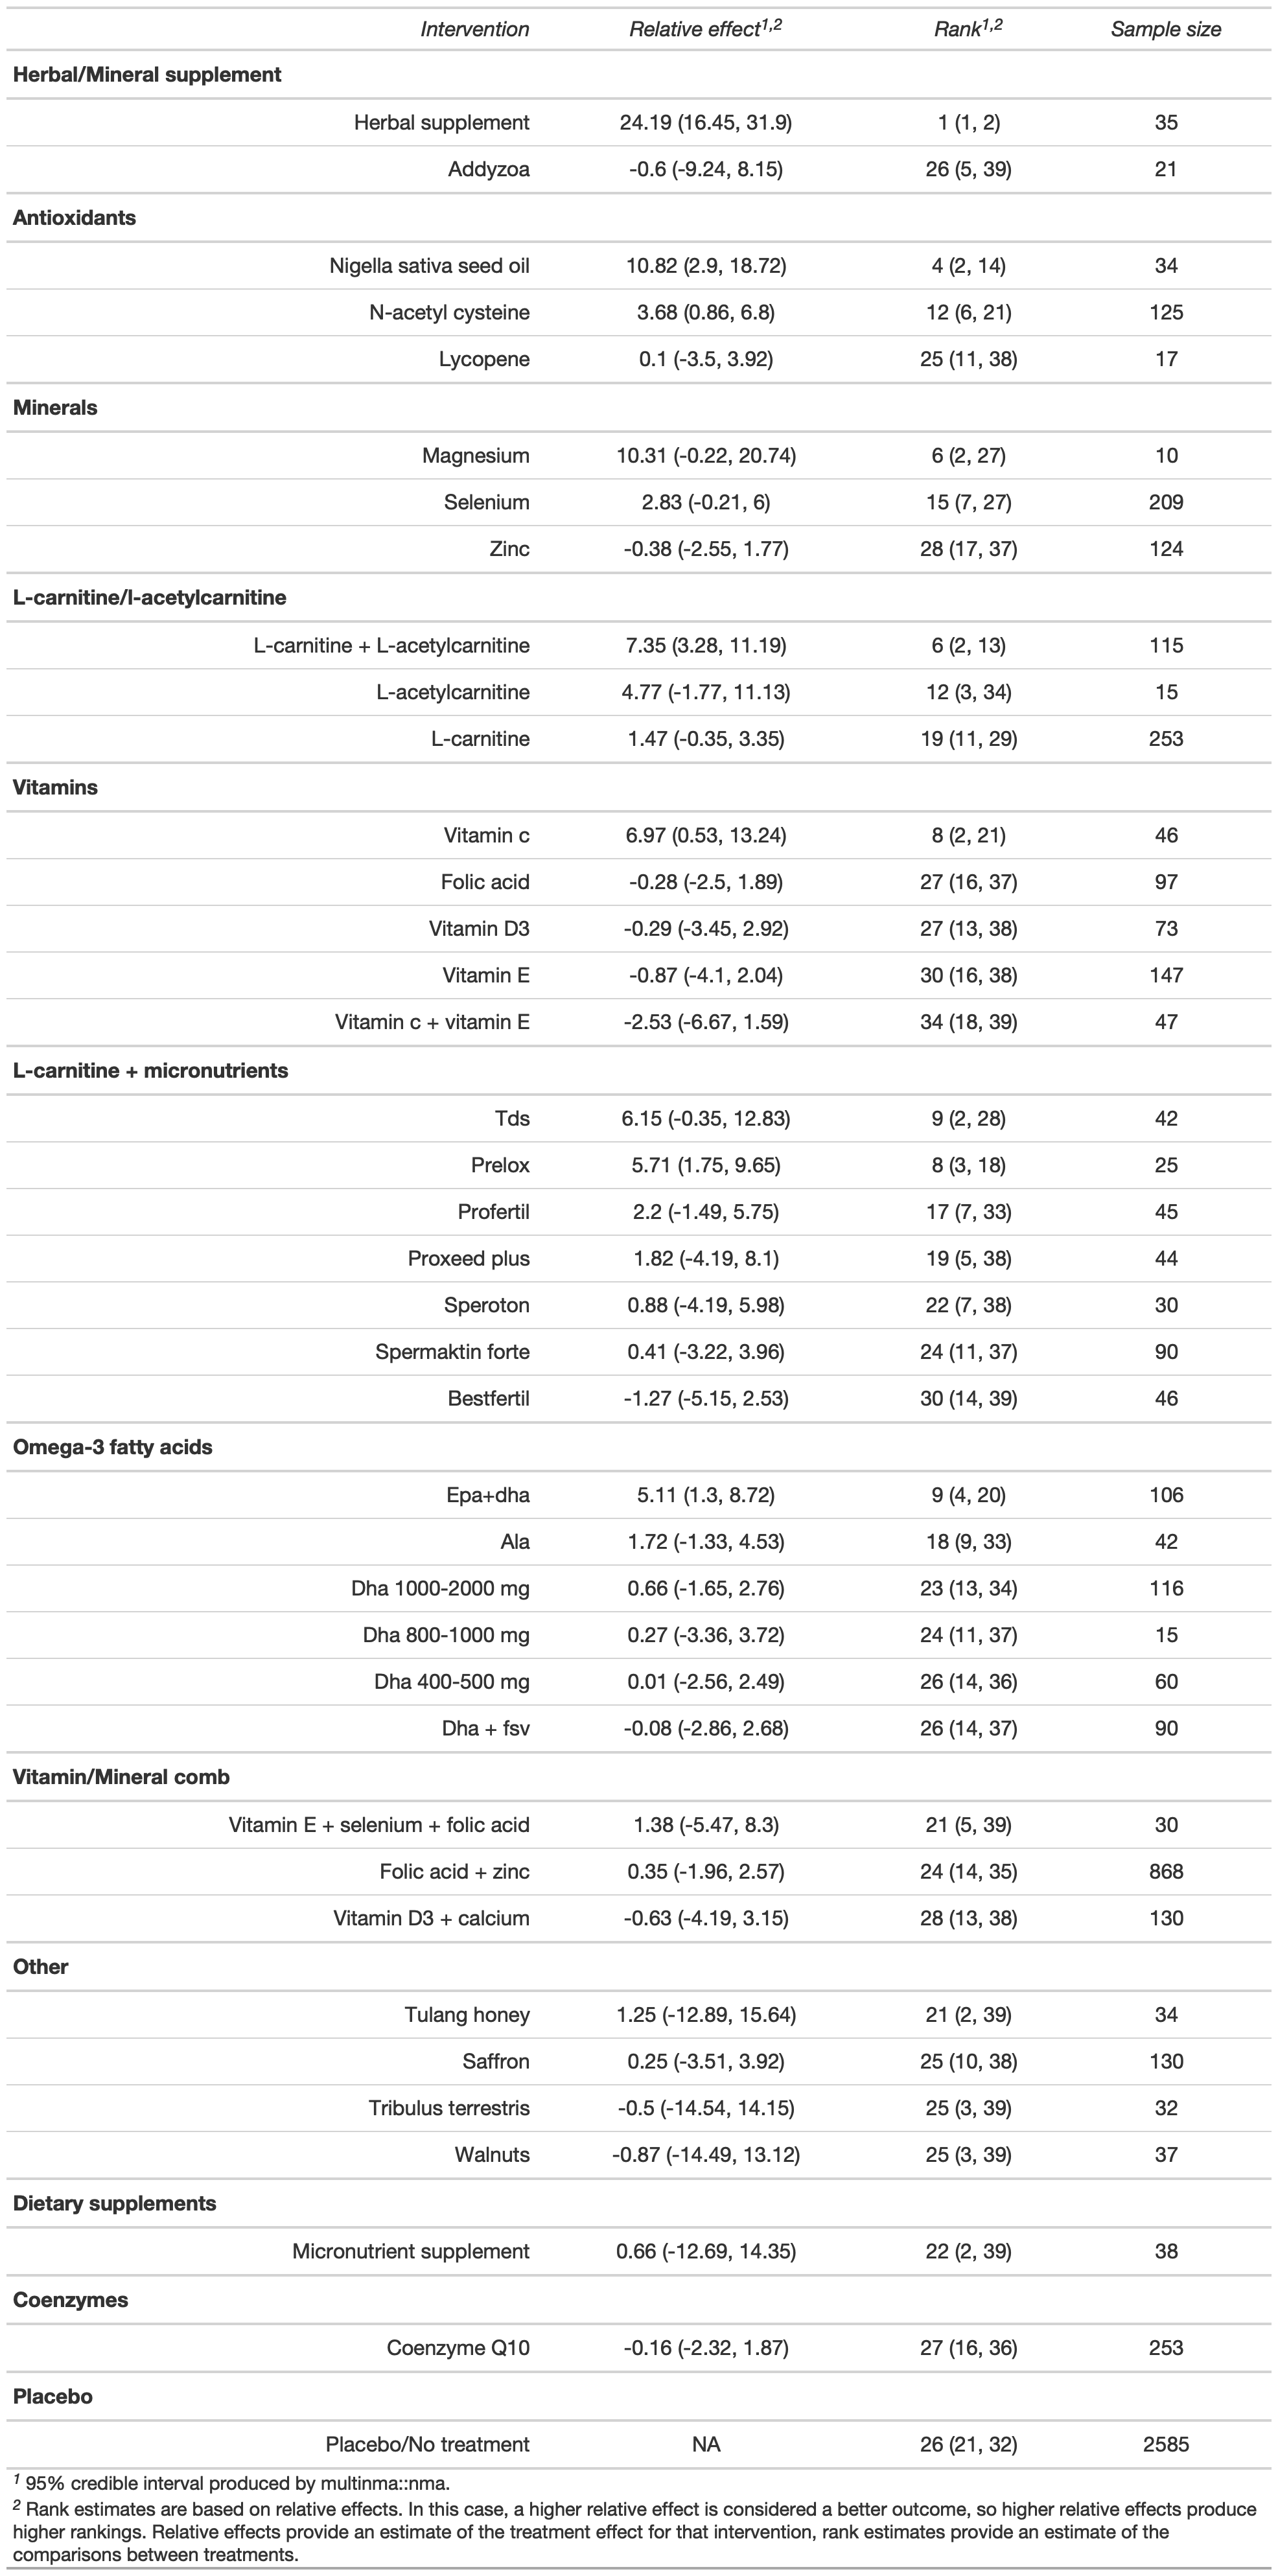 Intervention Relative effect1,2 Rank1,2 Sample size
Herbal/Mineral supplement
Herbal supplement 24.19 (16.45, 31.9) 1 (1, 2) 35
Addyzoa -0.6 (-9.24, 8.15) 26 (5, 39) 21
Antioxidants
Nigella sativa seed oil 10.82 (2.9, 18.72) 4 (2, 14) 34
N-acetyl cysteine 3.68 (0.86, 6.8) 12 (6, 21) 125
Lycopene 0.1 (-3.5, 3.92) 25 (11, 38) 17
Minerals
Magnesium 10.31 (-0.22, 20.74) 6 (2, 27) 10
Selenium 2.83 (-0.21, 6) 15 (7, 27) 209
Zinc -0.38 (-2.55, 1.77) 28 (17, 37) 124
L-carnitine/l-acetylcarnitine
L-carnitine + L-acetylcarnitine 7.35 (3.28, 11.19) 6 (2, 13) 115
L-acetylcarnitine 4.77 (-1.77, 11.13) 12 (3, 34) 15
L-carnitine 1.47 (-0.35, 3.35) 19 (11, 29) 253
Vitamins
Vitamin c 6.97 (0.53, 13.24) 8 (2, 21) 46
Folic acid -0.28 (-2.5, 1.89) 27 (16, 37) 97
Vitamin D3 -0.29 (-3.45, 2.92) 27 (13, 38) 73
Vitamin E -0.87 (-4.1, 2.04) 30 (16, 38) 147
Vitamin c + vitamin E -2.53 (-6.67, 1.59) 34 (18, 39) 47
L-carnitine + micronutrients
Tds 6.15 (-0.35, 12.83) 9 (2, 28) 42
Prelox 5.71 (1.75, 9.65) 8 (3, 18) 25
Profertil 2.2 (-1.49, 5.75) 17 (7, 33) 45
Proxeed plus 1.82 (-4.19, 8.1) 19 (5, 38) 44
Speroton 0.88 (-4.19, 5.98) 22 (7, 38) 30
Spermaktin forte 0.41 (-3.22, 3.96) 24 (11, 37) 90
Bestfertil -1.27 (-5.15, 2.53) 30 (14, 39) 46
Omega-3 fatty acids
Epa+dha 5.11 (1.3, 8.72) 9 (4, 20) 106
Ala 1.72 (-1.33, 4.53) 18 (9, 33) 42
Dha 1000-2000 mg 0.66 (-1.65, 2.76) 23 (13, 34) 116
Dha 800-1000 mg 0.27 (-3.36, 3.72) 24 (11, 37) 15
Dha 400-500 mg 0.01 (-2.56, 2.49) 26 (14, 36) 60
Dha + fsv -0.08 (-2.86, 2.68) 26 (14, 37) 90
Vitamin/Mineral comb
Vitamin E + selenium + folic acid 1.38 (-5.47, 8.3) 21 (5, 39) 30
Folic acid + zinc 0.35 (-1.96, 2.57) 24 (14, 35) 868
Vitamin D3 + calcium -0.63 (-4.19, 3.15) 28 (13, 38) 130
Other
Tulang honey 1.25 (-12.89, 15.64) 21 (2, 39) 34
Saffron 0.25 (-3.51, 3.92) 25 (10, 38) 130
Tribulus terrestris -0.5 (-14.54, 14.15) 25 (3, 39) 32
Walnuts -0.87 (-14.49, 13.12) 25 (3, 39) 37
Dietary supplements
Micronutrient supplement 0.66 (-12.69, 14.35) 22 (2, 39) 38
Coenzymes
Coenzyme Q10 -0.16 (-2.32, 1.87) 27 (16, 36) 253
Placebo
Placebo/No treatment NA 26 (21, 32) 2585
1 95% credible interval produced by multinma::nma.
2 Rank estimates are based on relative effects. In this case, a higher relative effect is considered a better outcome, so higher relative effects produce
higher rankings. Relative effects provide an estimate of the treatment effect for that intervention, rank estimates provide an estimate of the
comparisons between treatments.